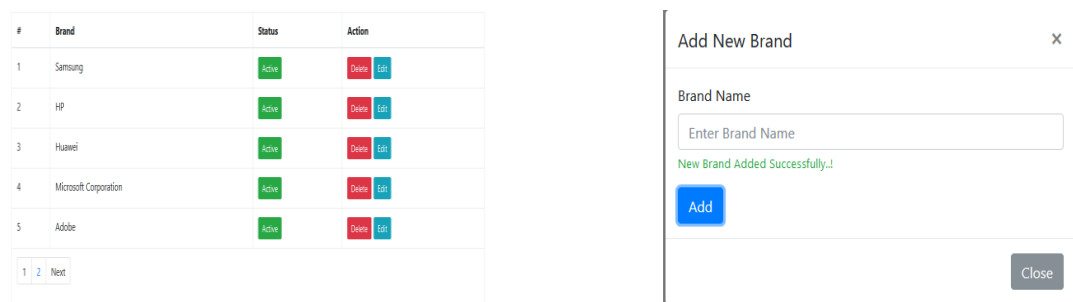 # Brand Status Action
1 Samsung Active Delete Edit
2 HP Active Delete Edit
3 Huawei Active Delete Edit
4 Microsoft Corporation Active Delete Edit
5 Adobe Active Delete Edit
1 2 Next
Add New Brand ×
Brand Name
Enter Brand Name
New Brand Added Successfully..!
Add
Close